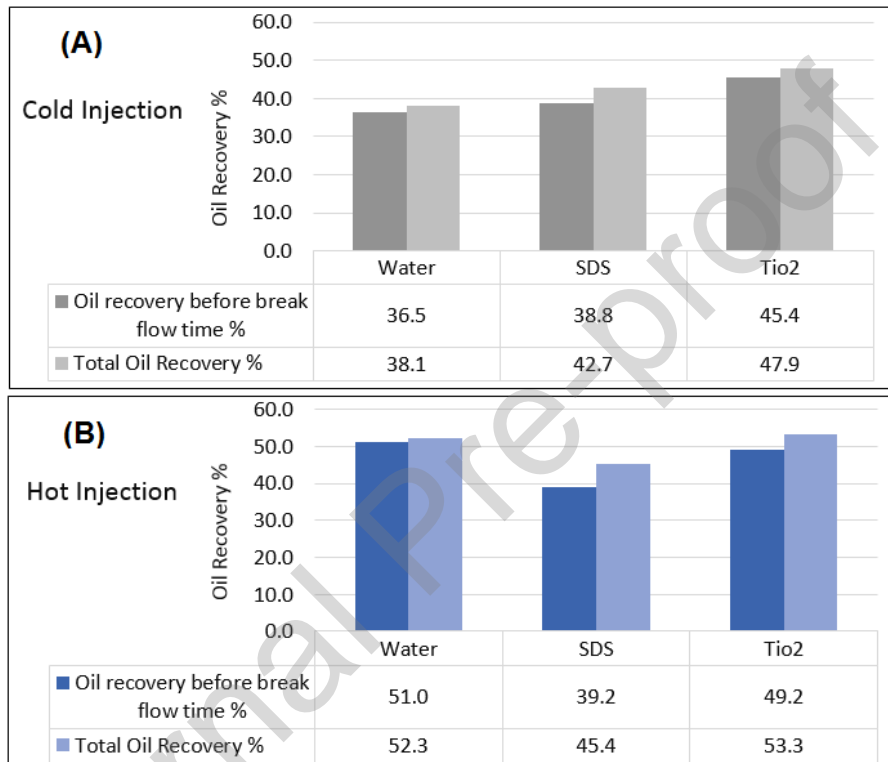 (A)
Cold Injection
Oil Recovery %
60.0
50.0
40.0
30.0
20.0
10.0
0.0
Water SDS Tio2
Oil recovery before break flow time % 36.5 38.8 45.4
Total Oil Recovery % 38.1 42.7 47.9
(B)
Hot Injection
Oil Recovery %
60.0
50.0
40.0
30.0
20.0
10.0
0.0
Water SDS Tio2
Oil recovery before break flow time % 51.0 39.2 49.2
Total Oil Recovery % 52.3 45.4 53.3
rnal Pre-proof